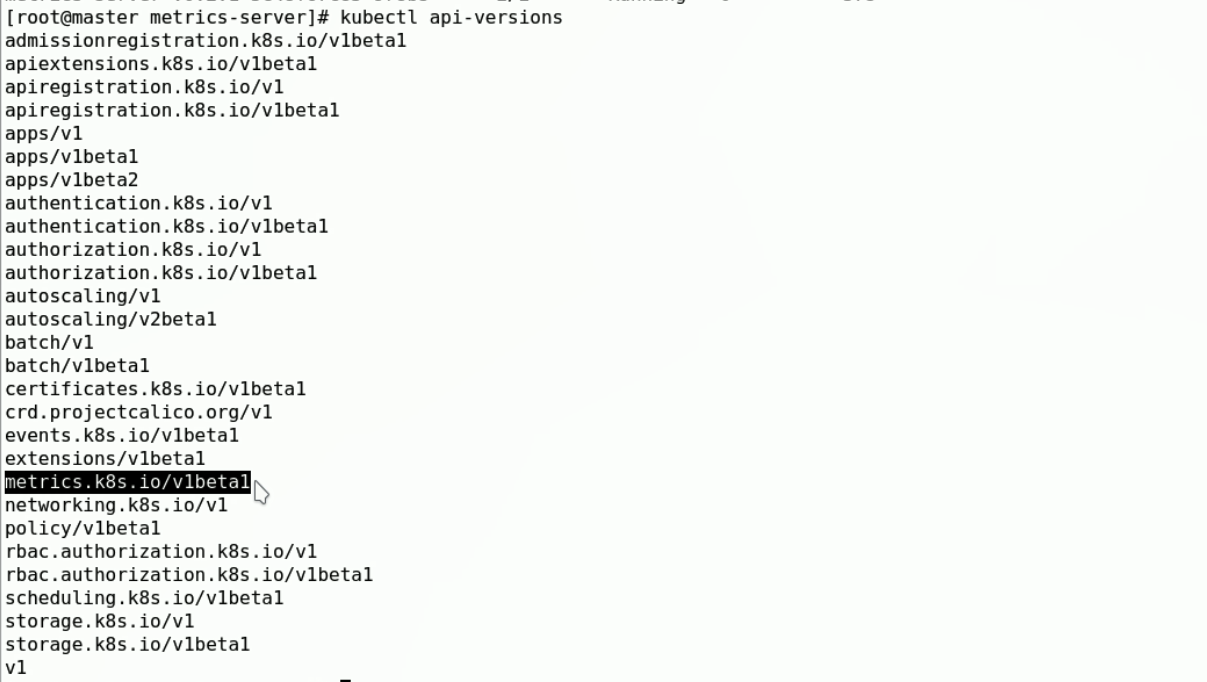 [root@master metrics-server]# kubectl api-versions
admissionregistration.k8s.io/v1beta1
apiextensions.k8s.io/v1beta1
apiregistration.k8s.io/v1
apiregistration.k8s.io/v1beta1
apps/v1
apps/v1beta1
apps/v1beta2
authentication.k8s.io/v1
authentication.k8s.io/v1beta1
authorization.k8s.io/v1
authorization.k8s.io/v1beta1
autoscaling/v1
autoscaling/v2beta1
batch/v1
batch/v1beta1
certificates.k8s.io/v1beta1
crd.projectcalico.org/v1
events.k8s.io/v1beta1
extensions/v1beta1
metrics.k8s.io/v1beta1
networking.k8s.io/v1
policy/v1beta1
rbac.authorization.k8s.io/v1
rbac.authorization.k8s.io/v1beta1
scheduling.k8s.io/v1beta1
storage.k8s.io/v1
storage.k8s.io/v1beta1
v1